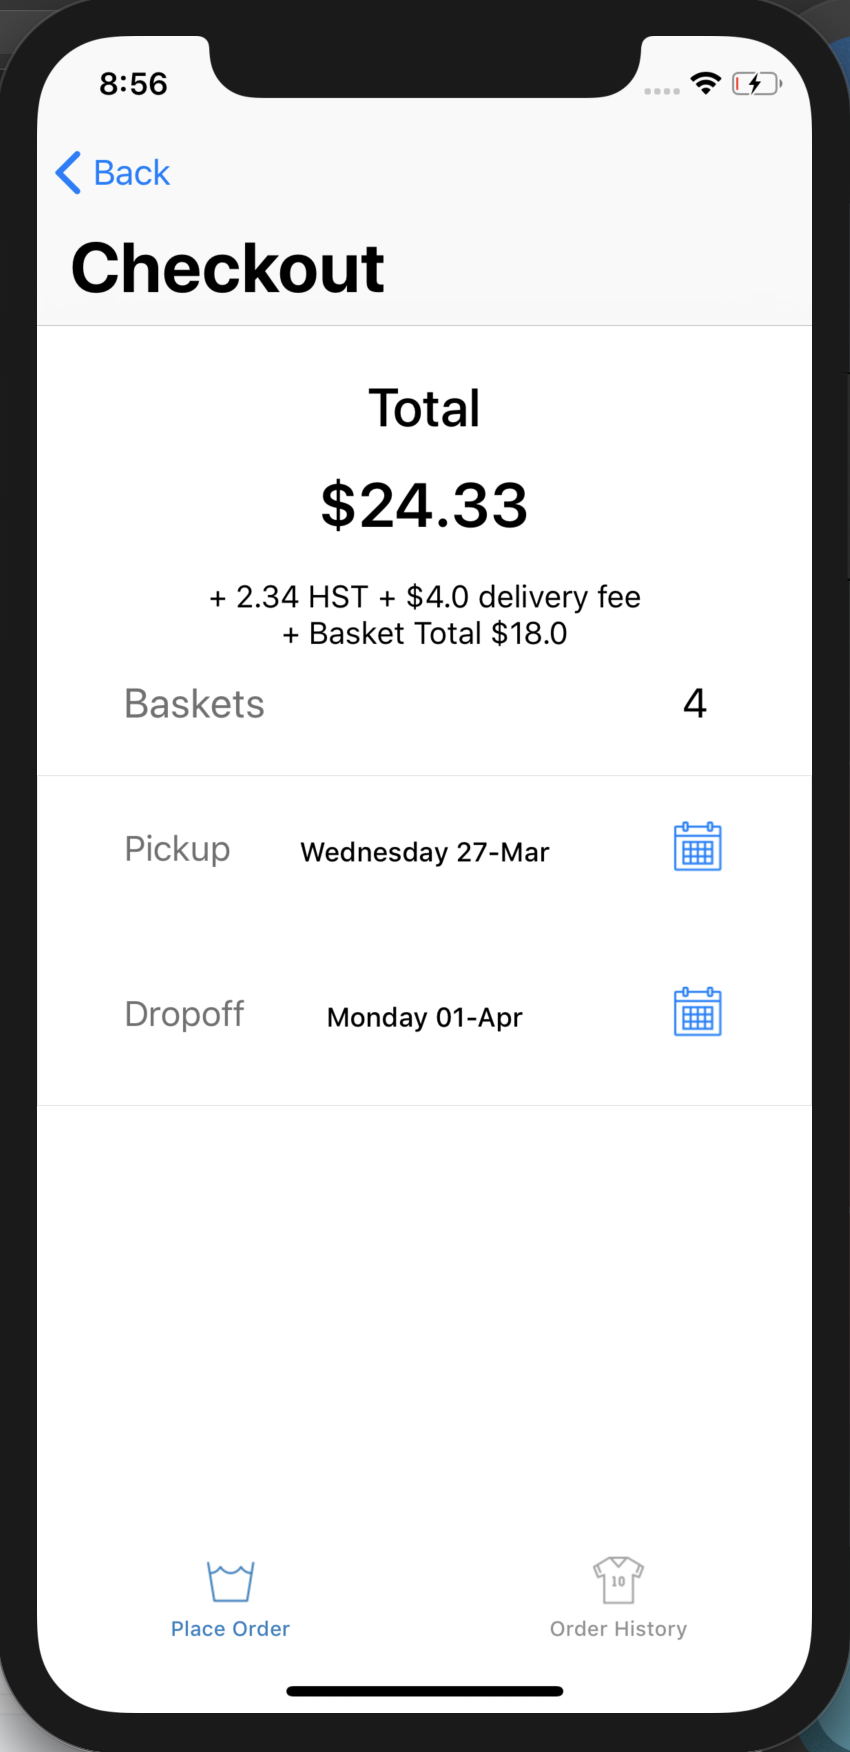 8:56
Back
Checkout
Total
$24.33
+ 2.34 HST + $4.0 delivery fee
+ Basket Total $18.0
Baskets 4
Pickup Wednesday 27-Mar
Dropoff Monday 01-Apr
10
Place Order Order History